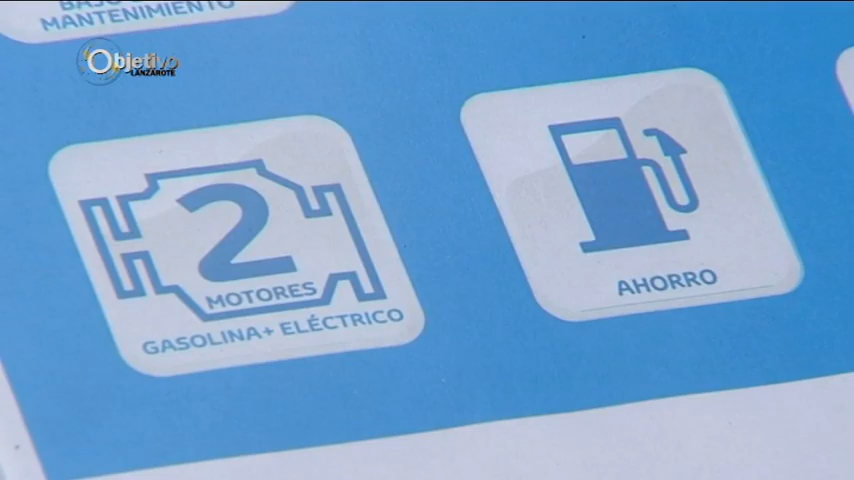 MANTENIMIENTO
Objetivo
LANZAROTE
2
MOTORES
GASOLINA+ ELÉCTRICO
AHORRO